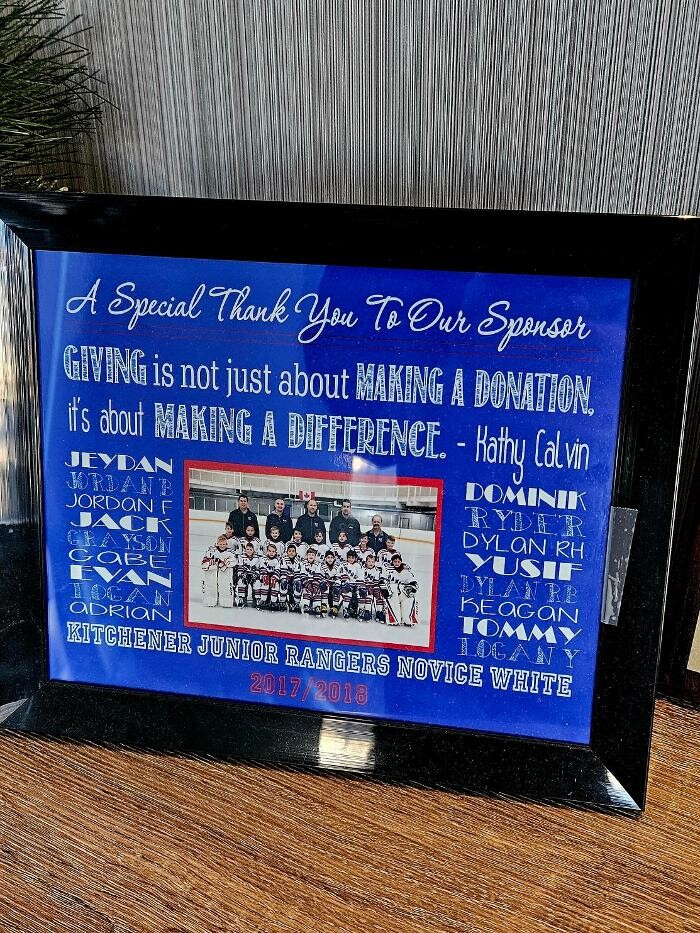 A Special Thank You To Our Sponsor
GIVING is not just about MAKING A DONATION,
it's about MAKING A DIFFERENCE. - Kathy Calvin
JEYDAN
JORDAN B
JORDAN F
JACK
GRAYSON
GABE
EVAN
LOGAN
ADRIAN
DOMINIK
RYDER
DYLAN RH
YUSIF
DYLAN RB
KEAGAN
TOMMY
LOGAN Y
KITCHENER JUNIOR RANGERS NOVICE WHITE
2017/2018